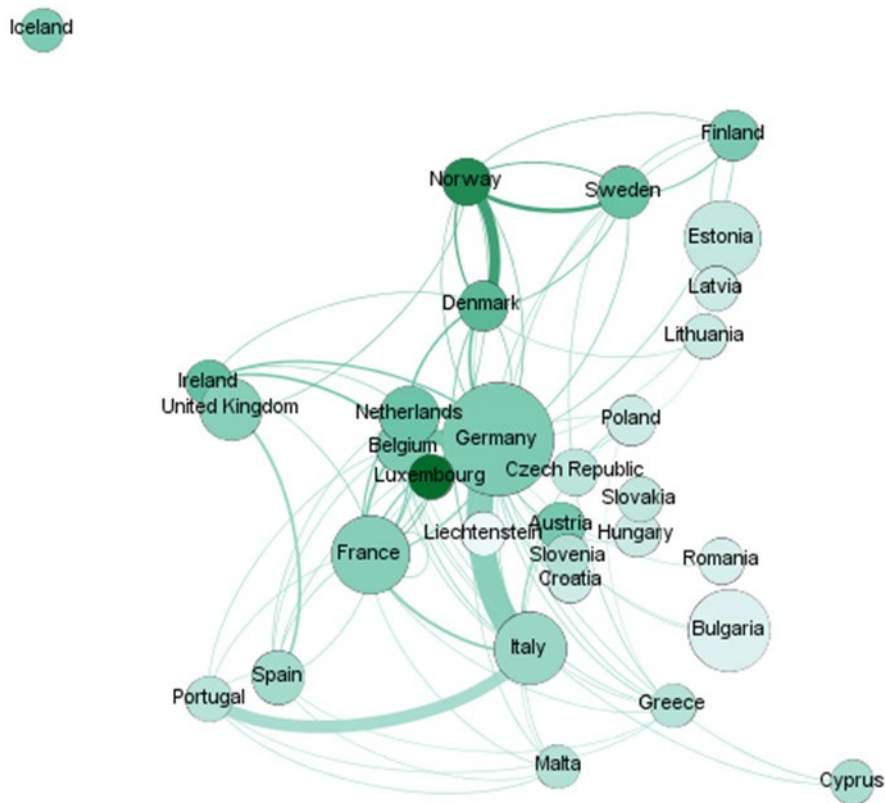 Iceland
Finland
Norway
Sweden
Estonia
Latvia
Denmark
Lithuania
Ireland
United Kingdom
Netherlands
Poland
Germany
Belgium
Czech Republic
Luxembourg
Slovakia
Liechtenstein
Austria
Hungary
France
Slovenia
Romania
Croatia
Bulgaria
Italy
Spain
Portugal
Greece
Malta
Cyprus